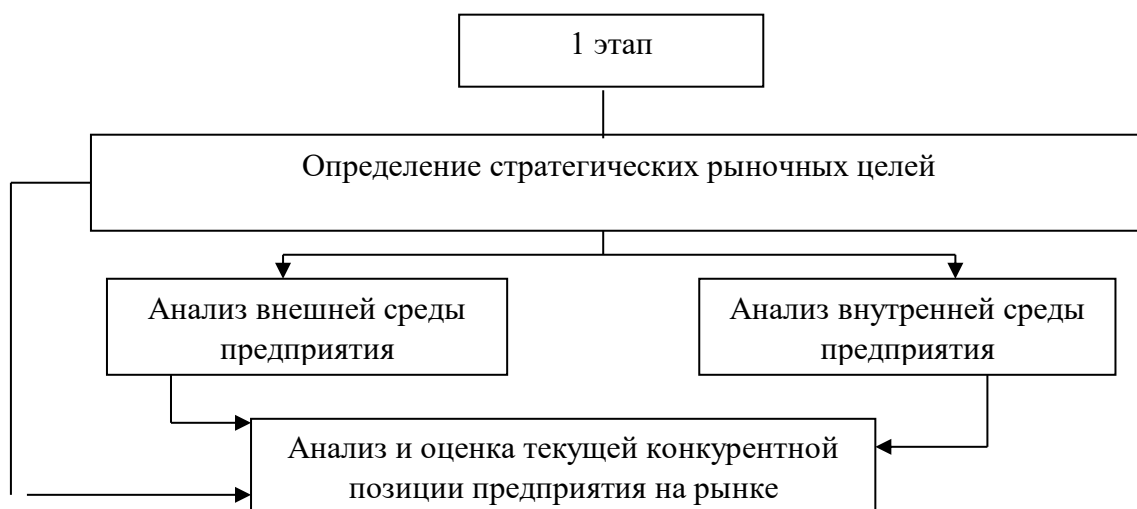 1 этап
Определение стратегических рыночных целей
Анализ внешней среды
предприятия
Анализ внутренней среды
предприятия
Анализ и оценка текущей конкурентной
позиции предприятия на рынке